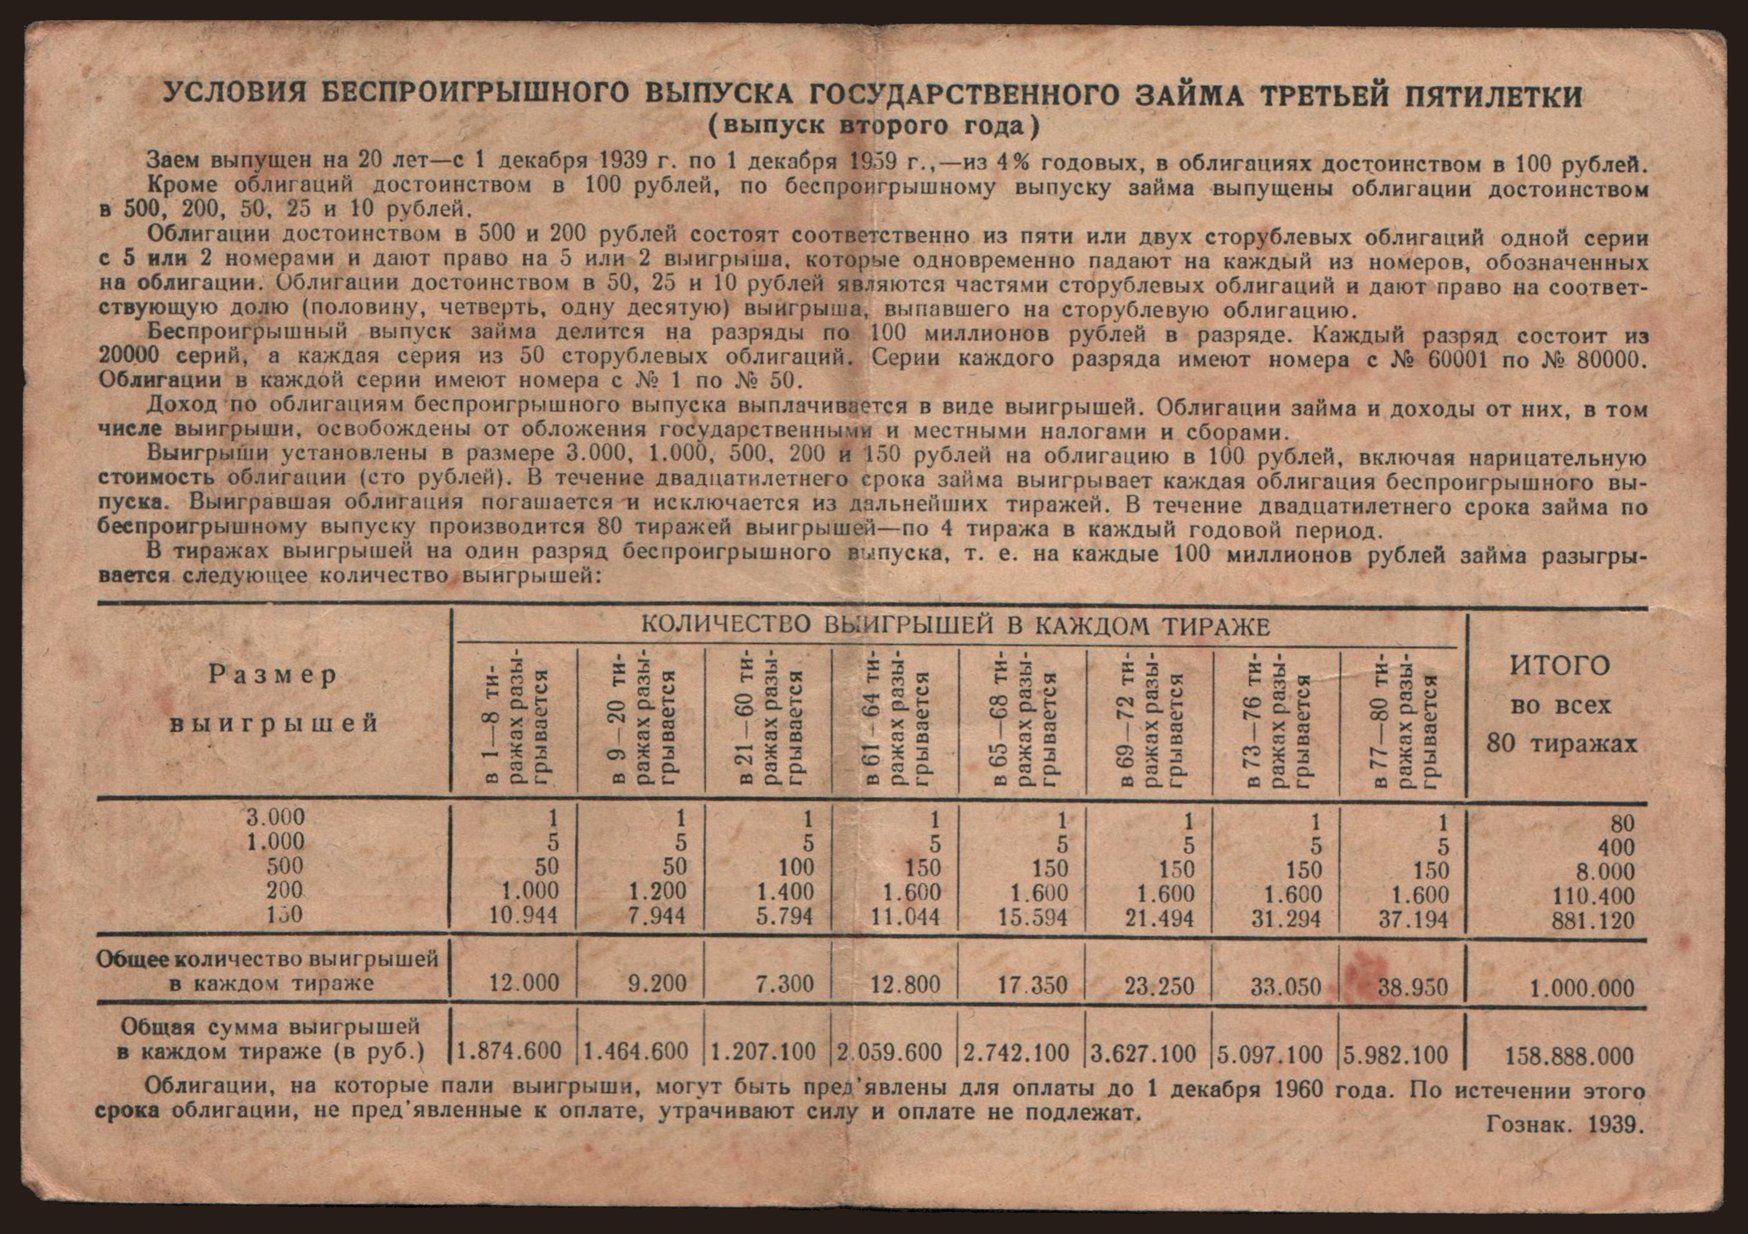 УСЛОВИЯ БЕСПРОИГРЫШНОГО ВЫПУСКА ГОСУДАРСТВЕННОГО ЗАЙМА ТРЕТЬЕЙ ПЯТИЛЕТКИ
(выпуск второго года)
Заем выпущен на 20 лет—с 1 декабря 1939 г. по 1 декабря 1959 г.,—из 4% годовых, в облигациях достоинством в 100 рублей.
Кроме облигаций достоинством в 100 рублей, по беспроигрышному выпуску займа выпущены облигации достоинством
в 500, 200, 50, 25 и 10 рублей.
Облигации достоинством в 500 и 200 рублей состоят соответственно из пяти или двух сторублевых облигаций одной серии
с 5 или 2 номерами и дают право на 5 или 2 выигрыша, которые одновременно падают на каждый из номеров, обозначенных
на облигации. Облигации достоинством в 50, 25 и 10 рублей являются частями сторублевых облигаций и дают право на соответ-
ствующую долю (половину, четверть, одну десятую) выигрыша, выпавшего на сторублевую облигацию.
Беспроигрышный выпуск займа делится на разряды по 100 миллионов рублей в разряде. Каждый разряд состоит из
20000 серий, а каждая серия из 50 сторублевых облигаций. Серии каждого разряда имеют номера с № 60001 по № 80000.
Облигации в каждой серии имеют номера с № 1 по № 50.
Доход по облигациям беспроигрышного выпуска выплачивается в виде выигрышей. Облигации займа и доходы от них, в том
числе выигрыши, освобождены от обложения государственными и местными налогами и сборами.
Выигрыши установлены в размере 3.000, 1.000, 500, 200 и 150 рублей на облигацию в 100 рублей, включая нарицательную
стоимость облигации (сто рублей). В течение двадцатилетнего срока займа выигрывает каждая облигация беспроигрышного вы-
пуска. Выигравшая облигация погашается и исключается из дальнейших тиражей. В течение двадцатилетнего срока займа по
беспроигрышному выпуску производится 80 тиражей выигрышей—по 4 тиража в каждый годовой период.
В тиражах выигрышей на один разряд беспроигрышного выпуска, т. е. на каждые 100 миллионов рублей займа разыгры-
вается следующее количество выигрышей:
Размер
выигрышей
КОЛИЧЕСТВО ВЫИГРЫШЕЙ В КАЖДОМ ТИРАЖЕ
в 1—8 ти-
ражах разы-
грывается
в 9—20 ти-
ражах разы-
грывается
в 21—60 ти-
ражах разы-
грывается
в 61—64 ти-
ражах разы-
грывается
в 65—68 ти-
ражах разы-
грывается
в 69—72 ти-
ражах разы-
грывается
в 73—76 ти-
ражах разы-
грывается
в 77—80 ти-
ражах разы-
грывается
ИТОГО
во всех
80 тиражах
3.000 1 1 1 1 1 1 1 1 80
1.000 5 5 5 5 5 5 5 5 400
500 50 50 100 150 150 150 150 150 8.000
200 1.000 1.200 1.400 1.600 1.600 1.600 1.600 1.600 110.400
150 10.944 7.944 5.794 11.044 15.594 21.494 31.294 37.194 881.120
Общее количество выигрышей
в каждом тираже 12.000 9.200 7.300 12.800 17.350 23.250 33.050 38.950 1.000.000
Общая сумма выигрышей
в каждом тираже (в руб.) 1.874.600 1.464.600 1.207.100 2.059.600 2.742.100 3.627.100 5.097.100 5.982.100 158.888.000
Облигации, на которые пали выигрыши, могут быть пред'явлены для оплаты до 1 декабря 1960 года. По истечении этого
срока облигации, не пред'явленные к оплате, утрачивают силу и оплате не подлежат.
Гознак. 1939.